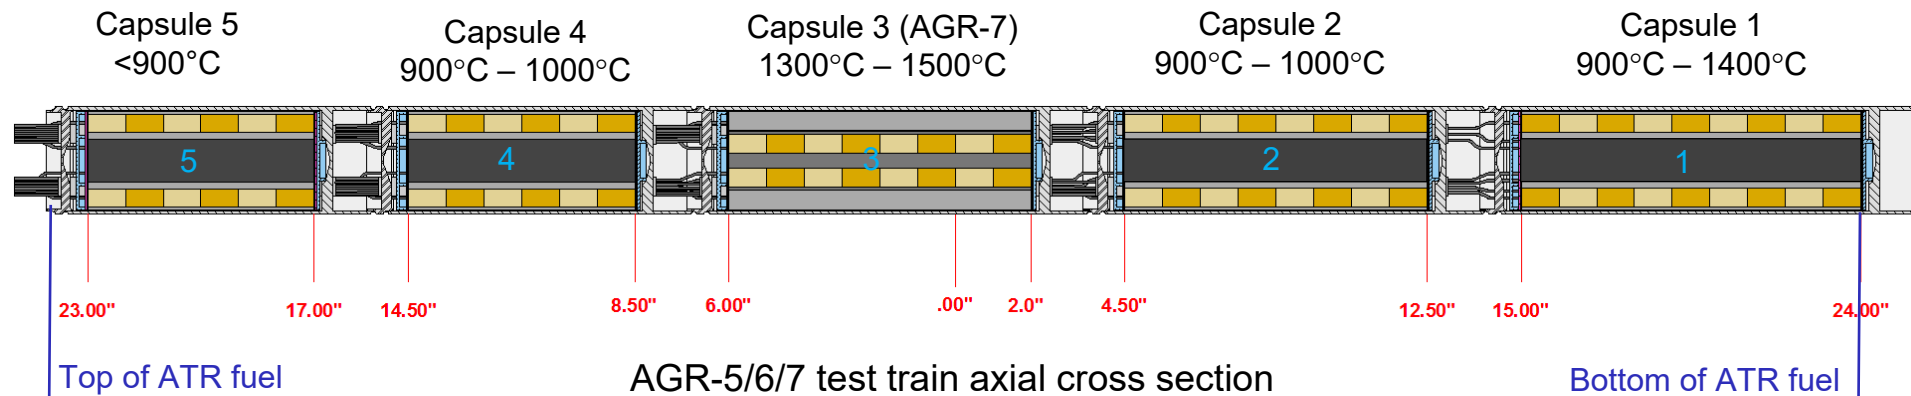 Capsule 5
<900°C
Capsule 4
900°C – 1000°C
Capsule 3 (AGR-7)
1300°C – 1500°C
Capsule 2
900°C – 1000°C
Capsule 1
900°C – 1400°C
5
4
3
2
1
23.00"
17.00"
14.50"
8.50"
6.00"
.00"
2.0"
4.50"
12.50"
15.00"
24.00"
Top of ATR fuel
AGR-5/6/7 test train axial cross section
Bottom of ATR fuel